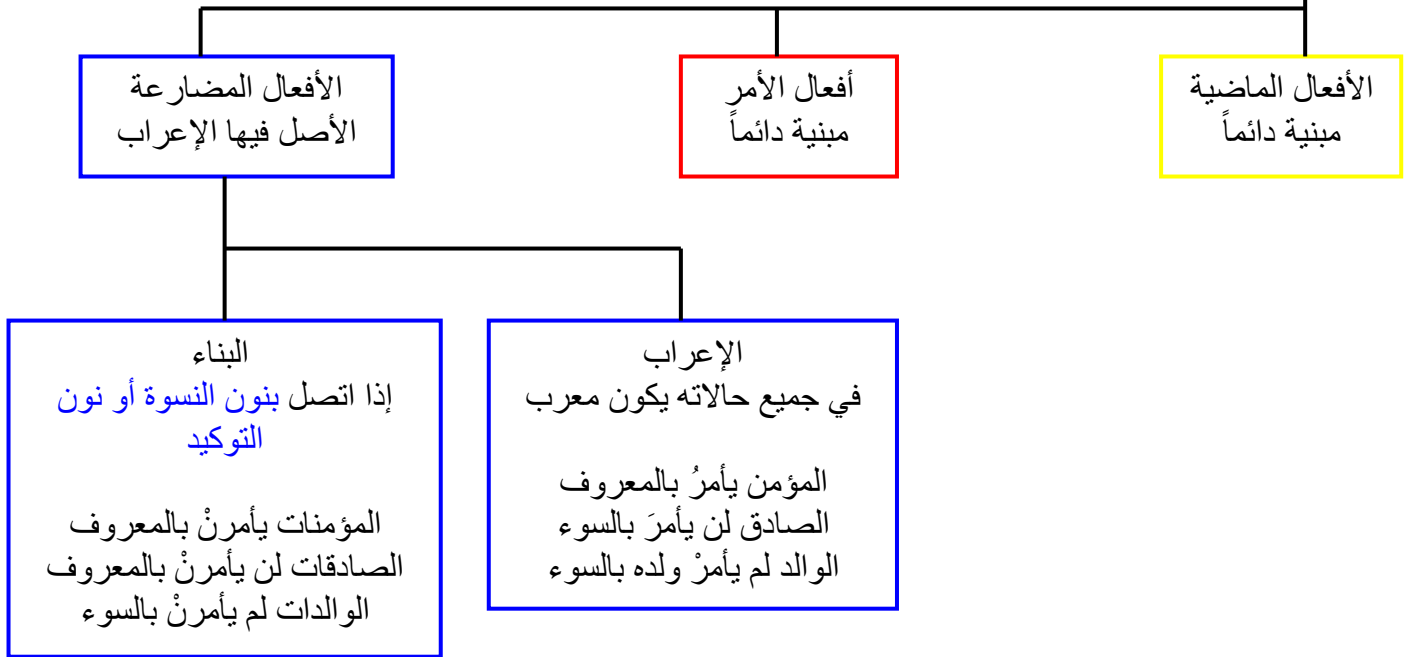 الأفعال الماضية
مبنية دائماً
أفعال الأمر
مبنية دائماً
الأفعال المضارعة
الأصل فيها الإعراب
الإعراب
في جميع حالاته يكون معرب
المؤمن يأمرُ بالمعروف
الصادق لن يأمرَ بالسوء
الوالد لم يأمرْ ولده بالسوء
البناء
إذا اتصل بنون النسوة أو نون
التوكيد
المؤمنات يأمرنْ بالمعروف
الصادقات لن يأمرنْ بالمعروف
الوالدات لم يأمرنْ بالسوء